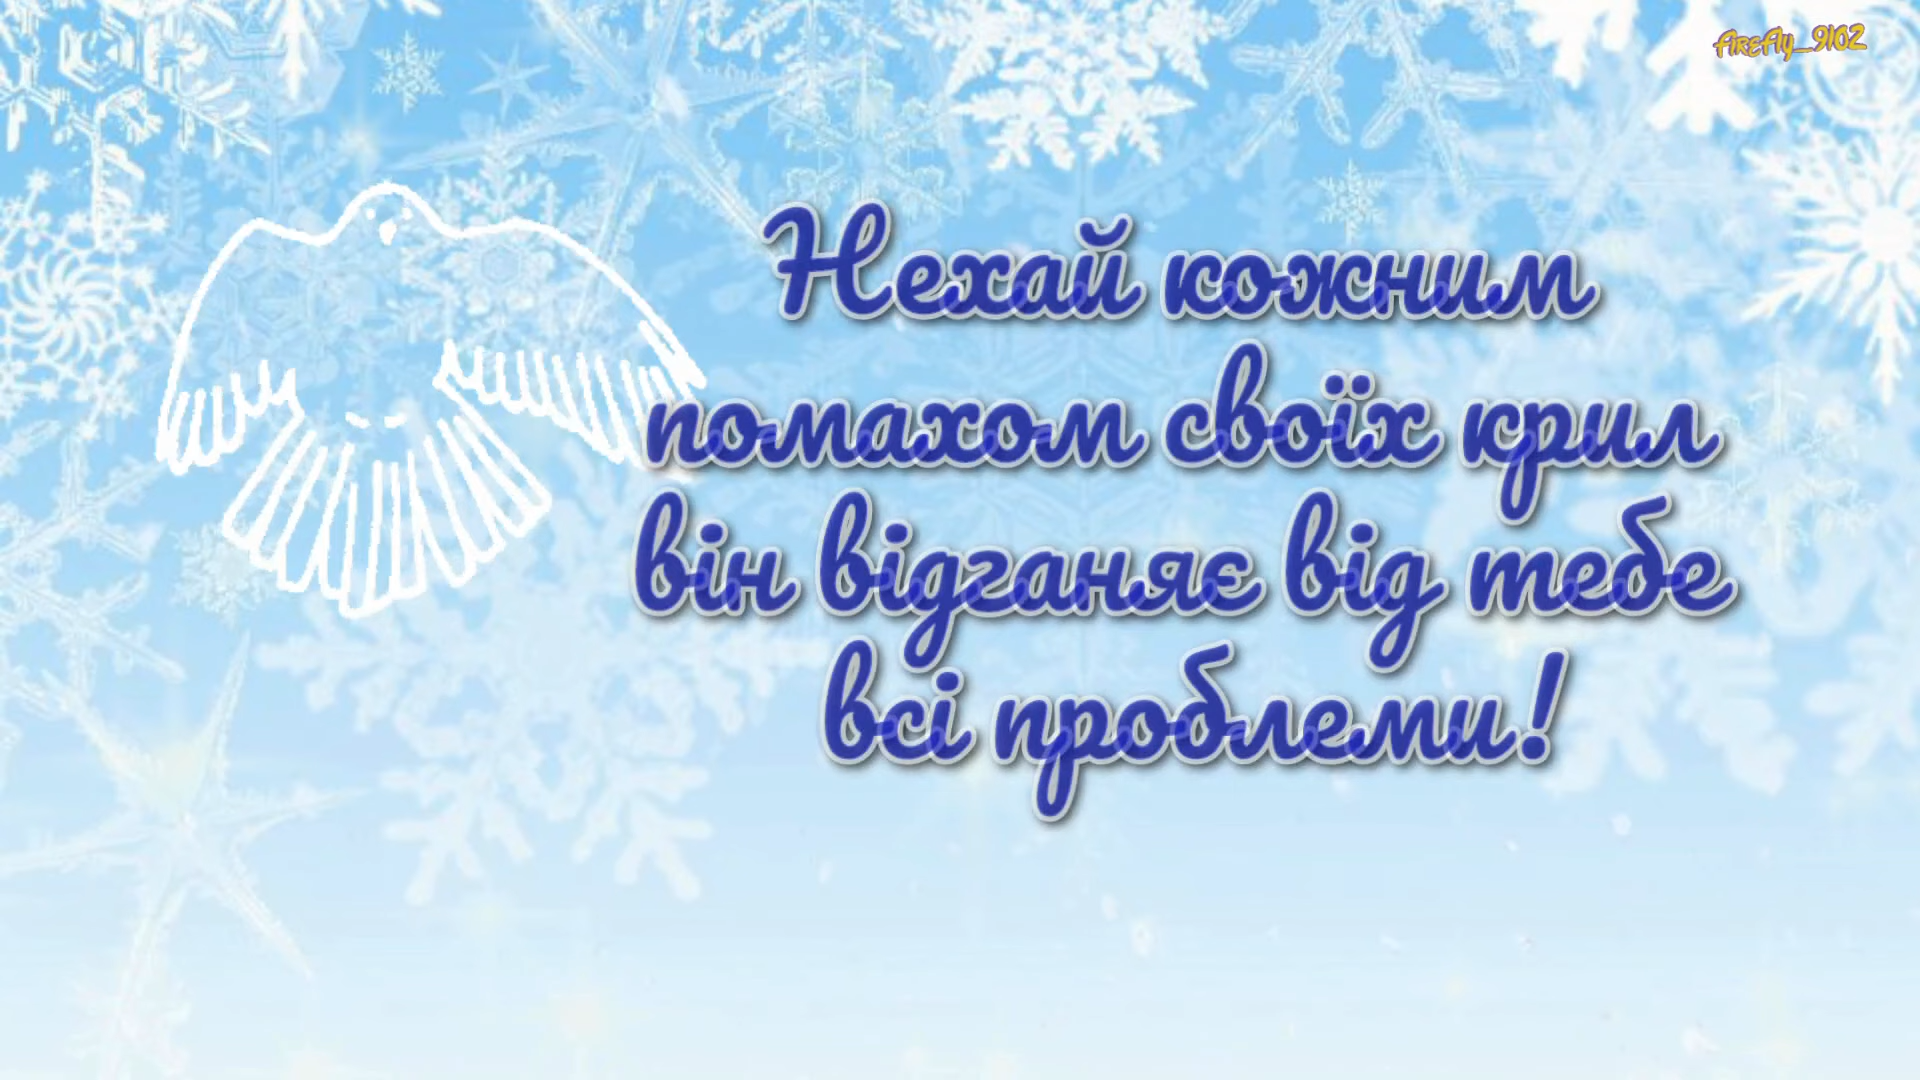 FireFly_9102
Нехай кожним
помахом своїх крил
він відганяє від тебе
всі проблеми!